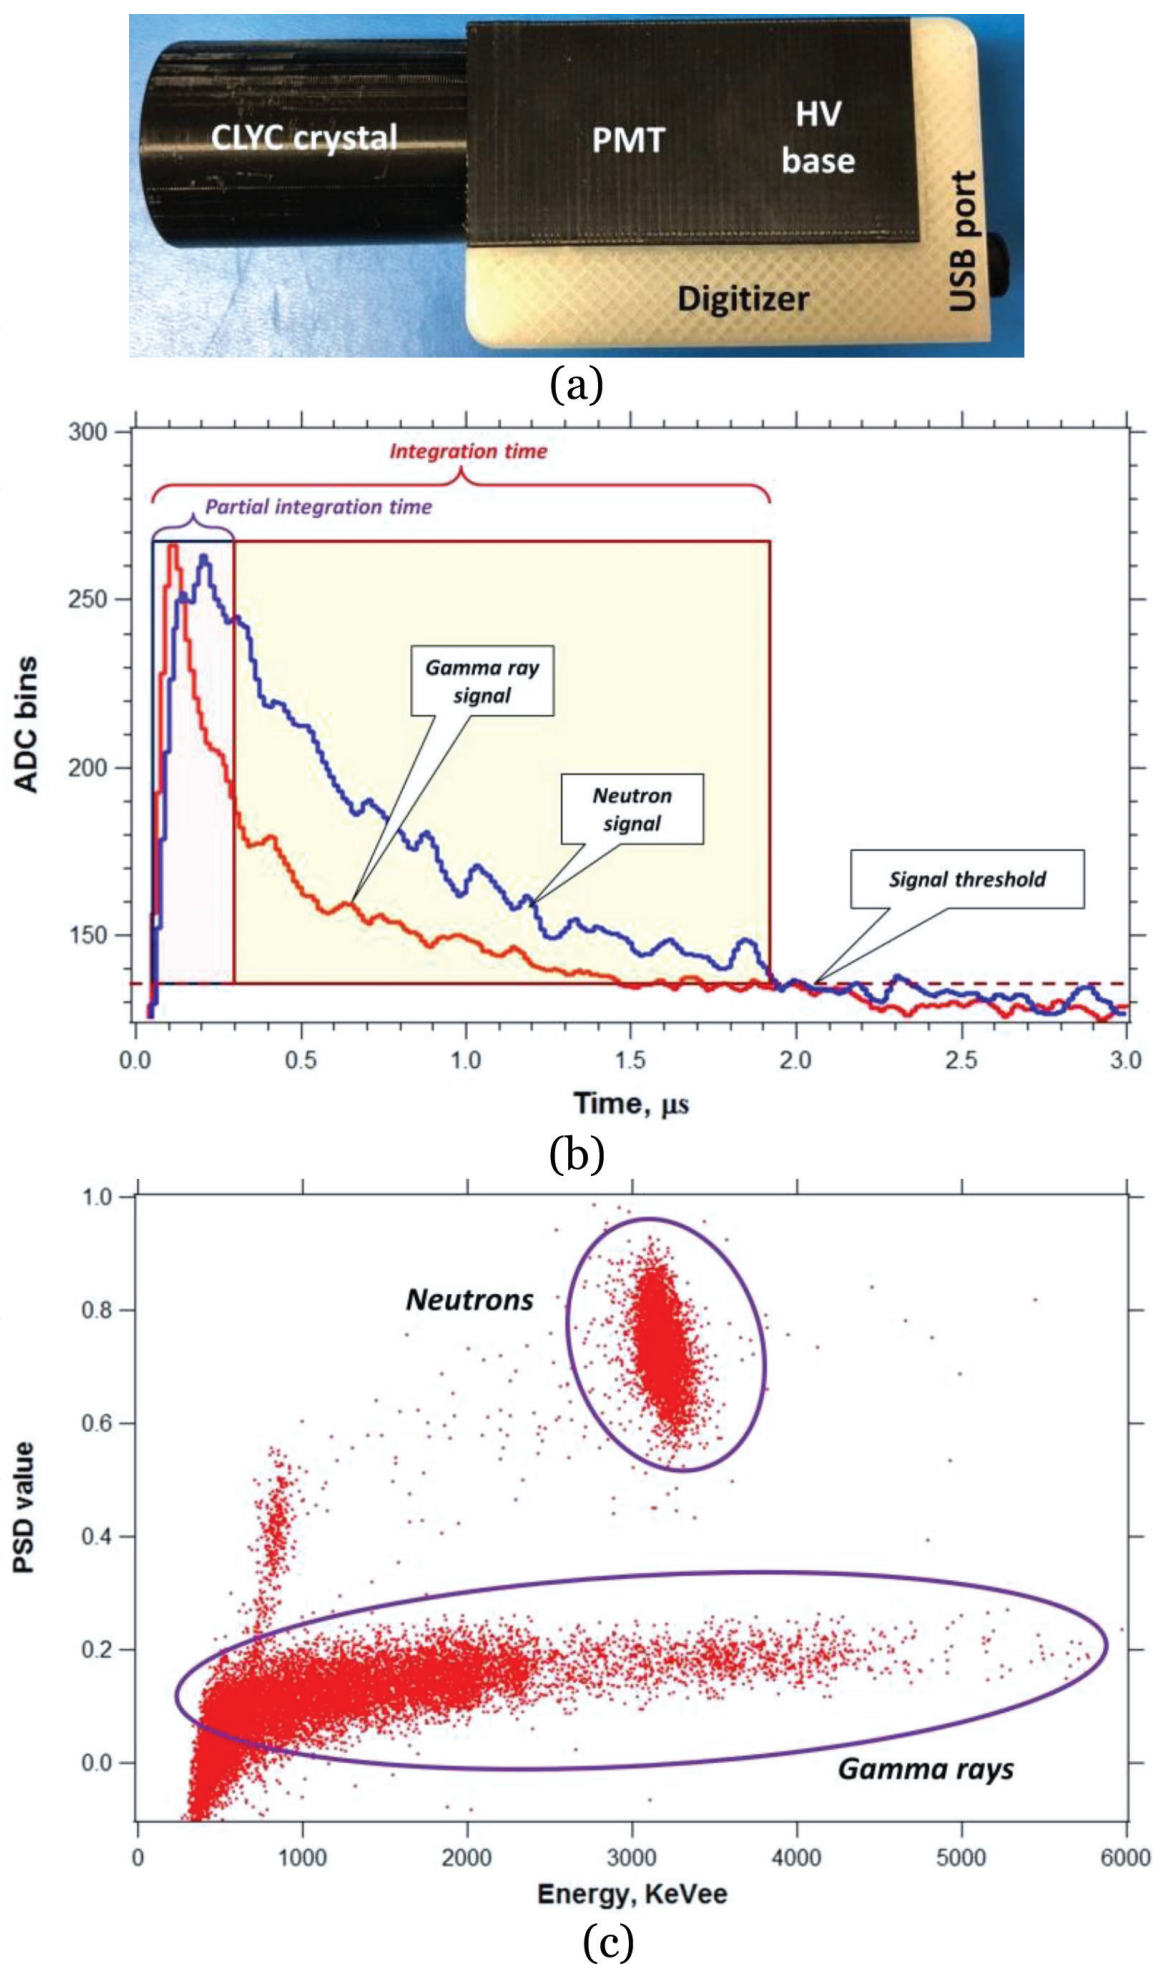 CLYC crystal
PMT
HV
base
USB port
Digitizer
(a)
300
250
200
150
ADC bins
Integration time
Partial integration time
Gamma ray
signal
Neutron
signal
Signal threshold
0.0 0.5 1.0 1.5 2.0 2.5 3.0
Time, µs
(b)
1.0
0.8
0.6
0.4
0.2
0.0
PSD value
Neutrons
Gamma rays
0 1000 2000 3000 4000 5000 6000
Energy, KeVee
(c)